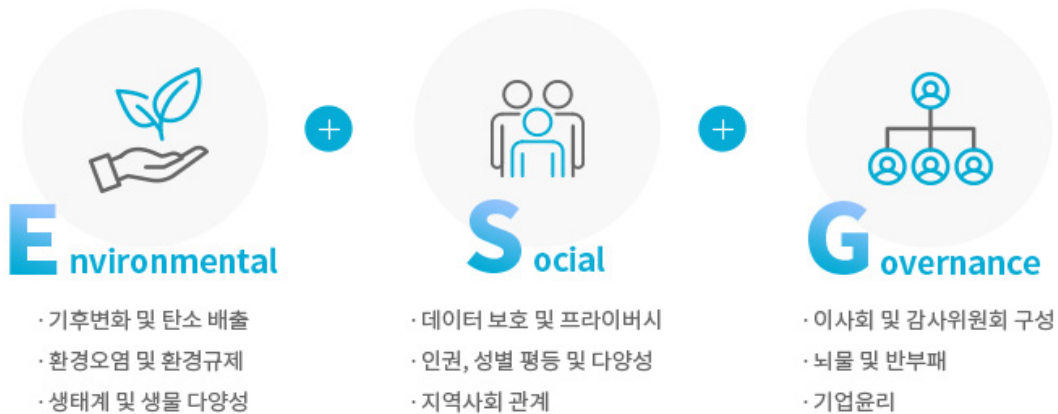 Environmental
· 기후변화 및 탄소 배출
· 환경오염 및 환경규제
· 생태계 및 생물 다양성
Social
· 데이터 보호 및 프라이버시
· 인권, 성별 평등 및 다양성
· 지역사회 관계
Governance
· 이사회 및 감사위원회 구성
· 뇌물 및 반부패
· 기업윤리